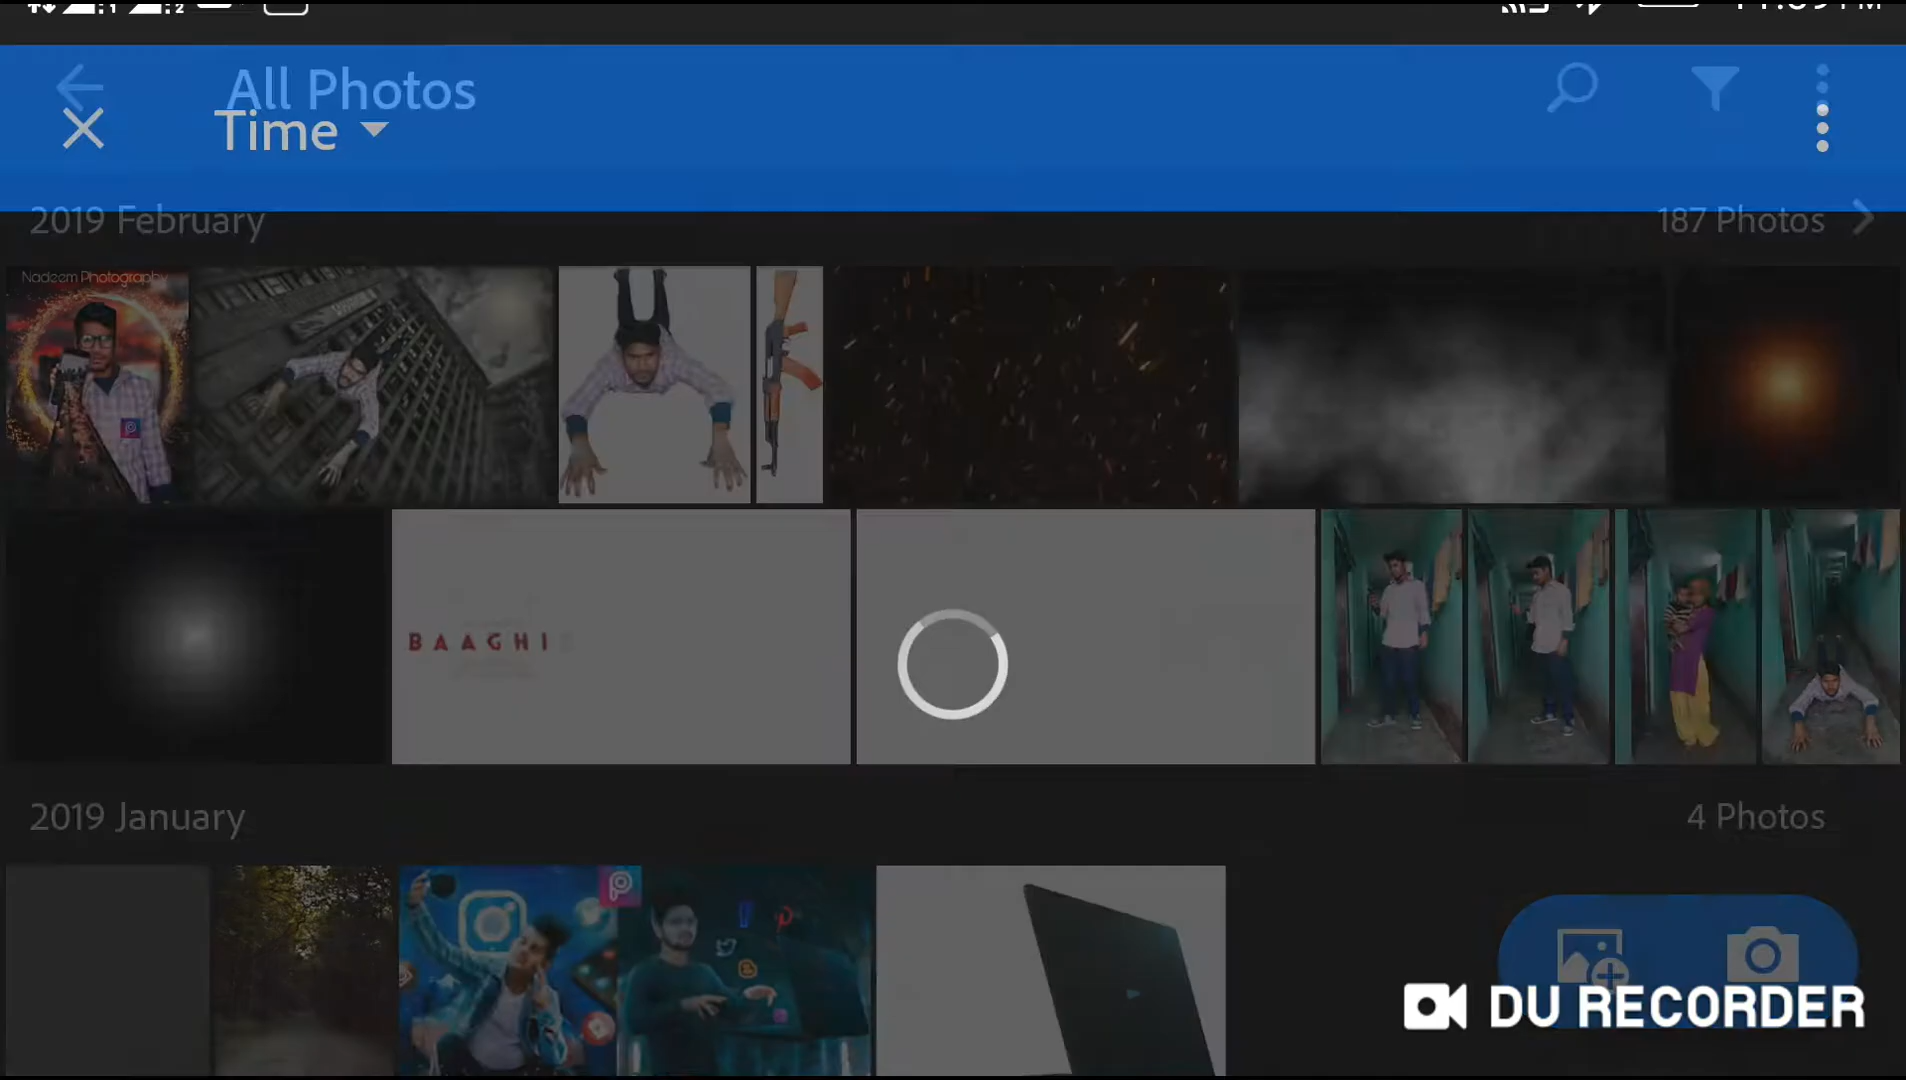 All Photos
Time
2019 February
187 Photos
Nadeem Photography
BAAGHI
2019 January
4 Photos
DU RECORDER